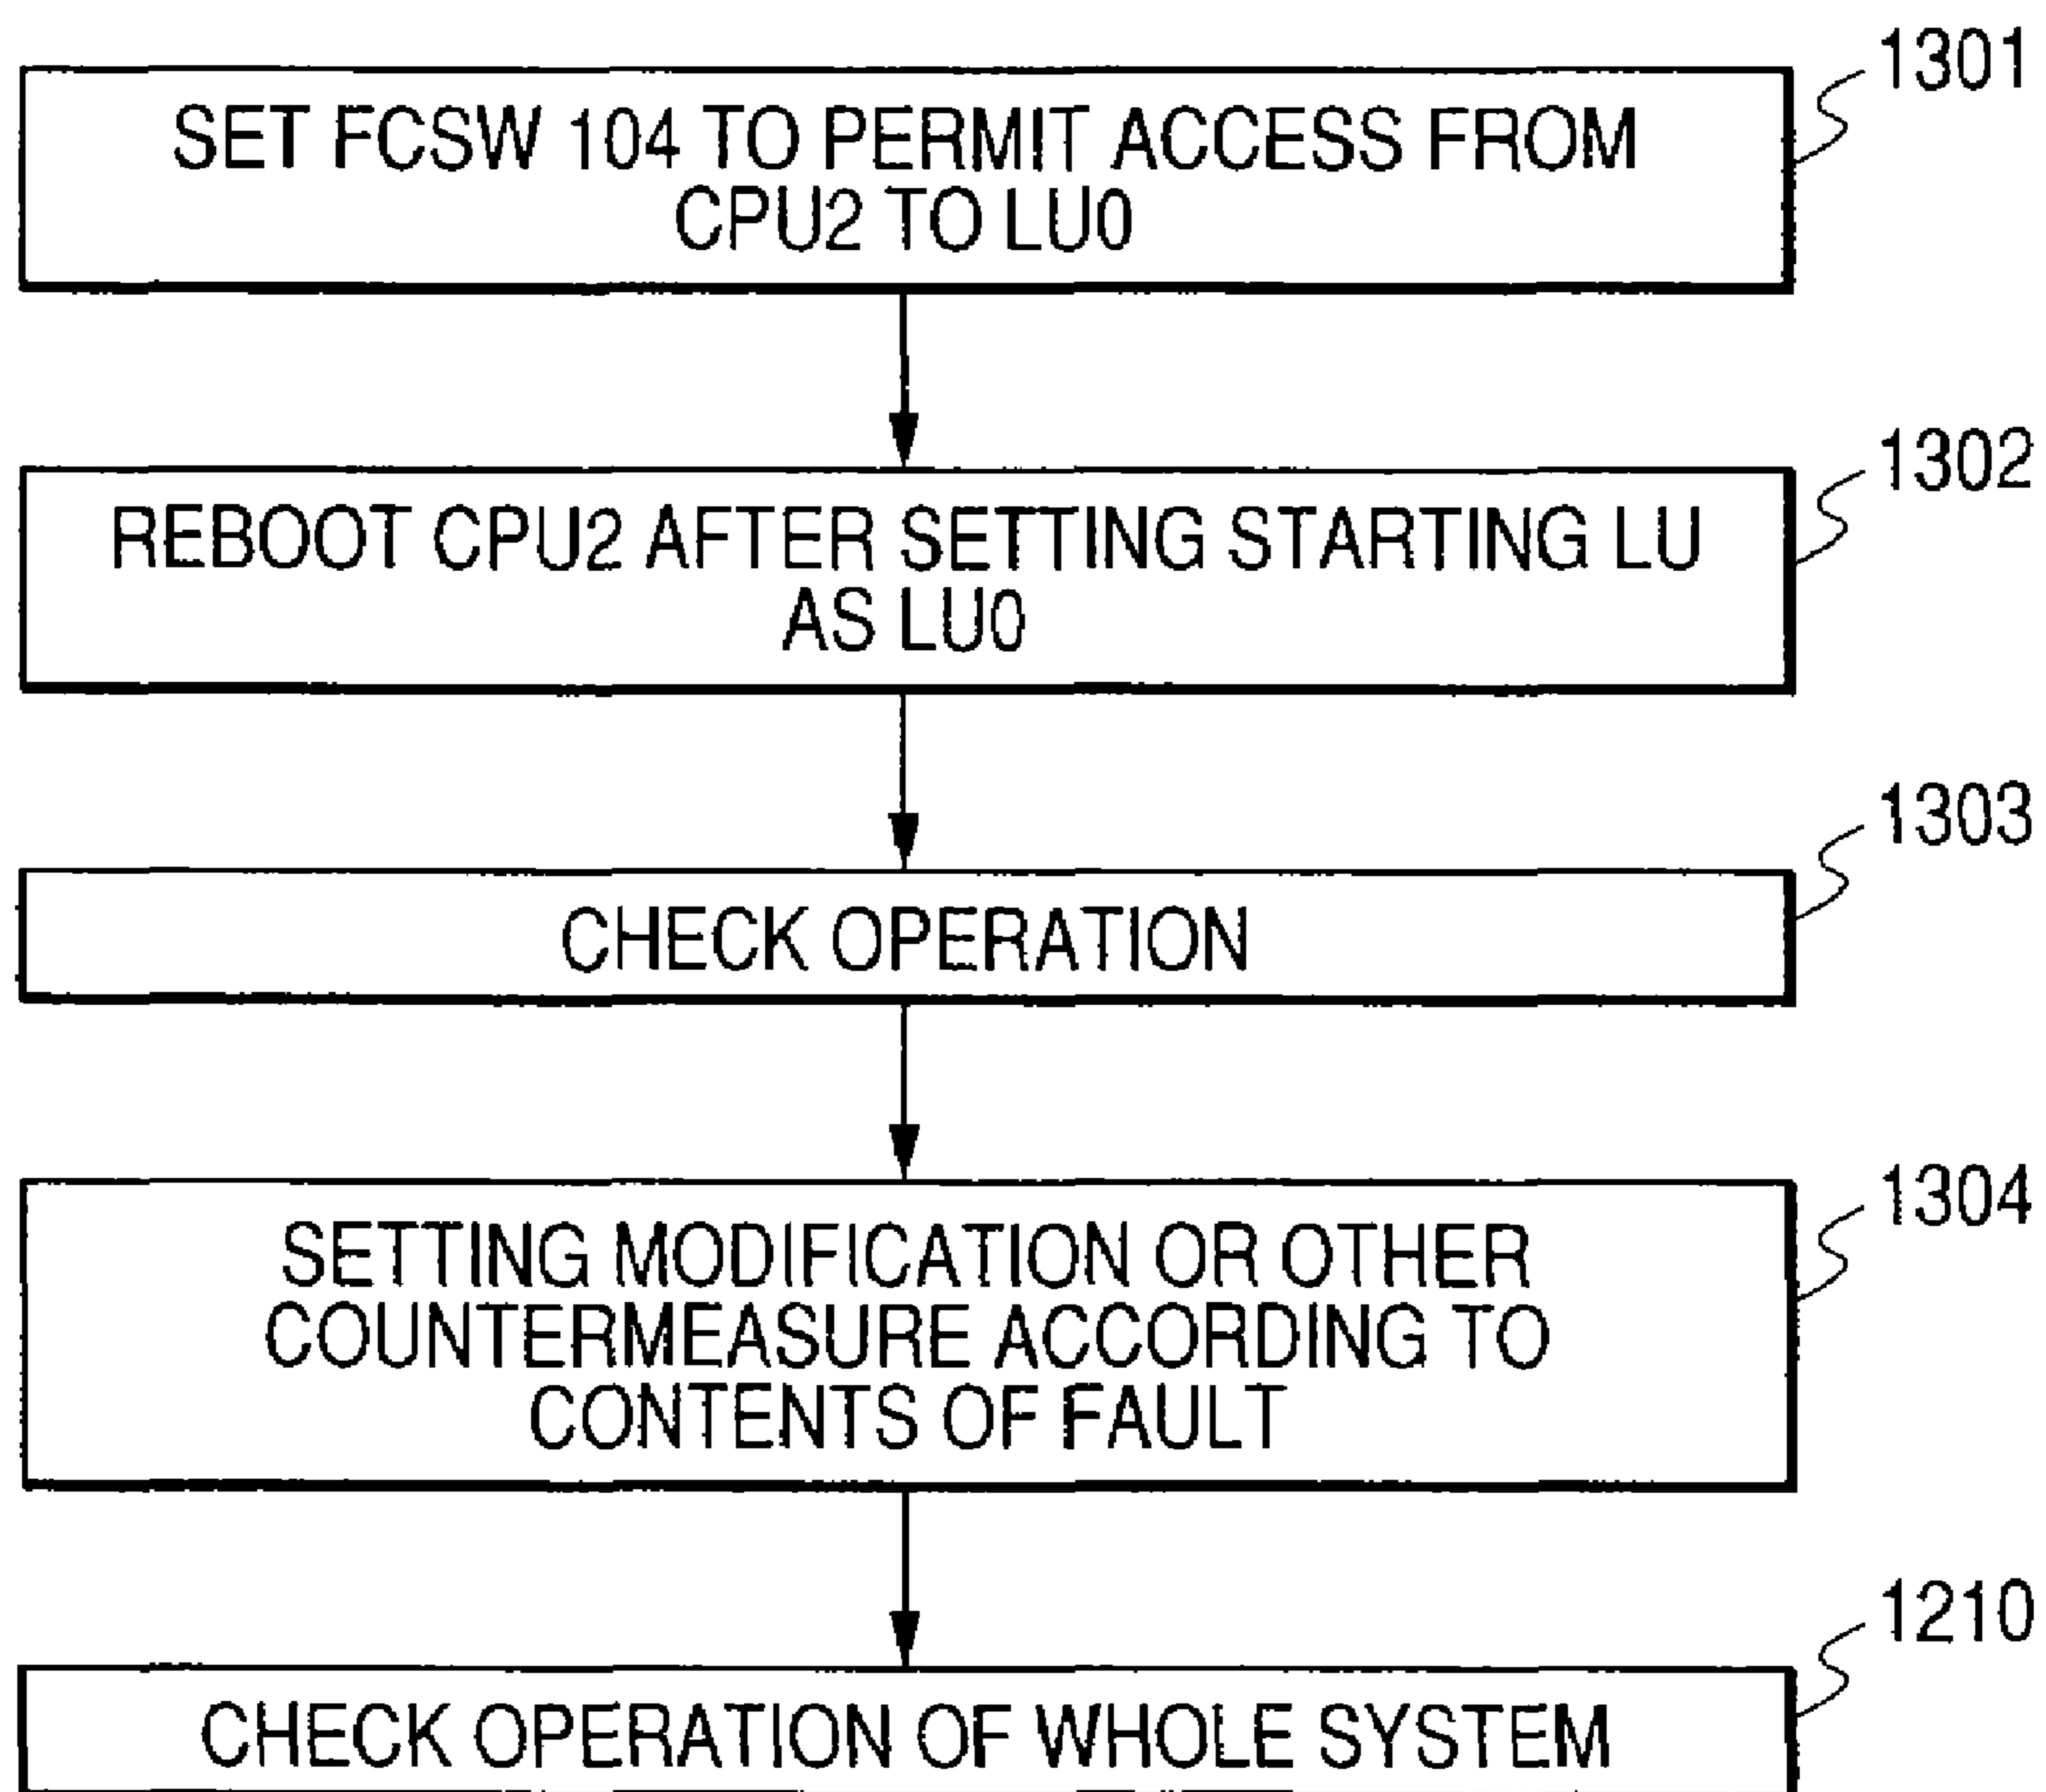 1301
SET FCSW 104 TO PERMIT ACCESS FROM
CPU2 TO LU0
1302
REBOOT CPU2 AFTER SETTING STARTING LU
AS LU0
1303
CHECK OPERATION
1304
SETTING MODIFICATION OR OTHER
COUNTERMEASURE ACCORDING TO
CONTENTS OF FAULT
1210
CHECK OPERATION OF WHOLE SYSTEM